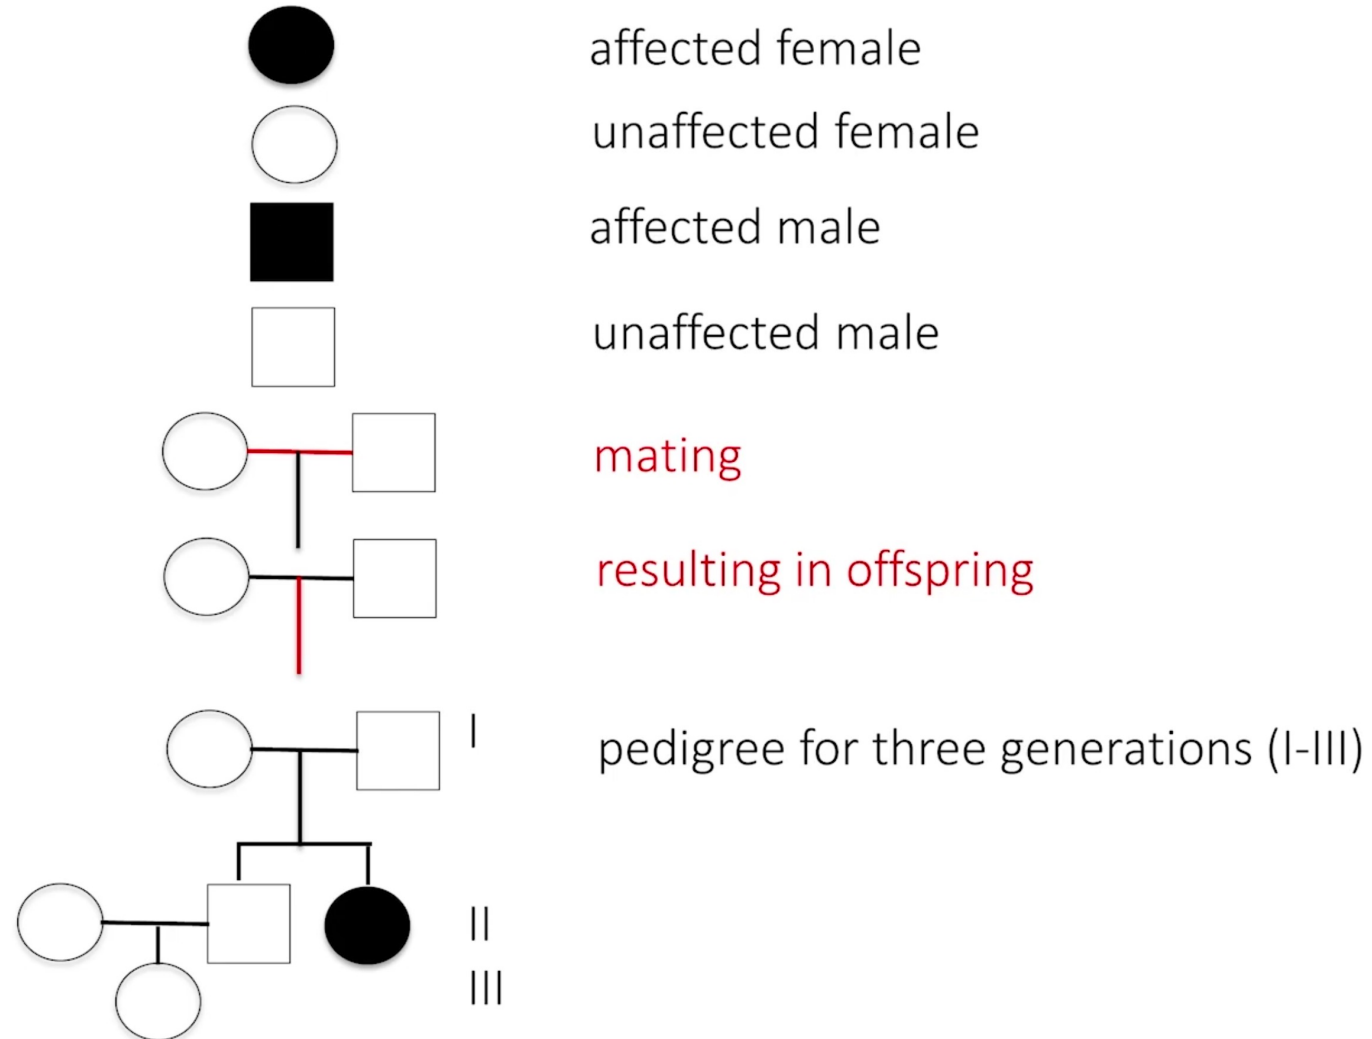 affected female
unaffected female
affected male
unaffected male
mating
resulting in offspring
I
pedigree for three generations (I-III)
II
III